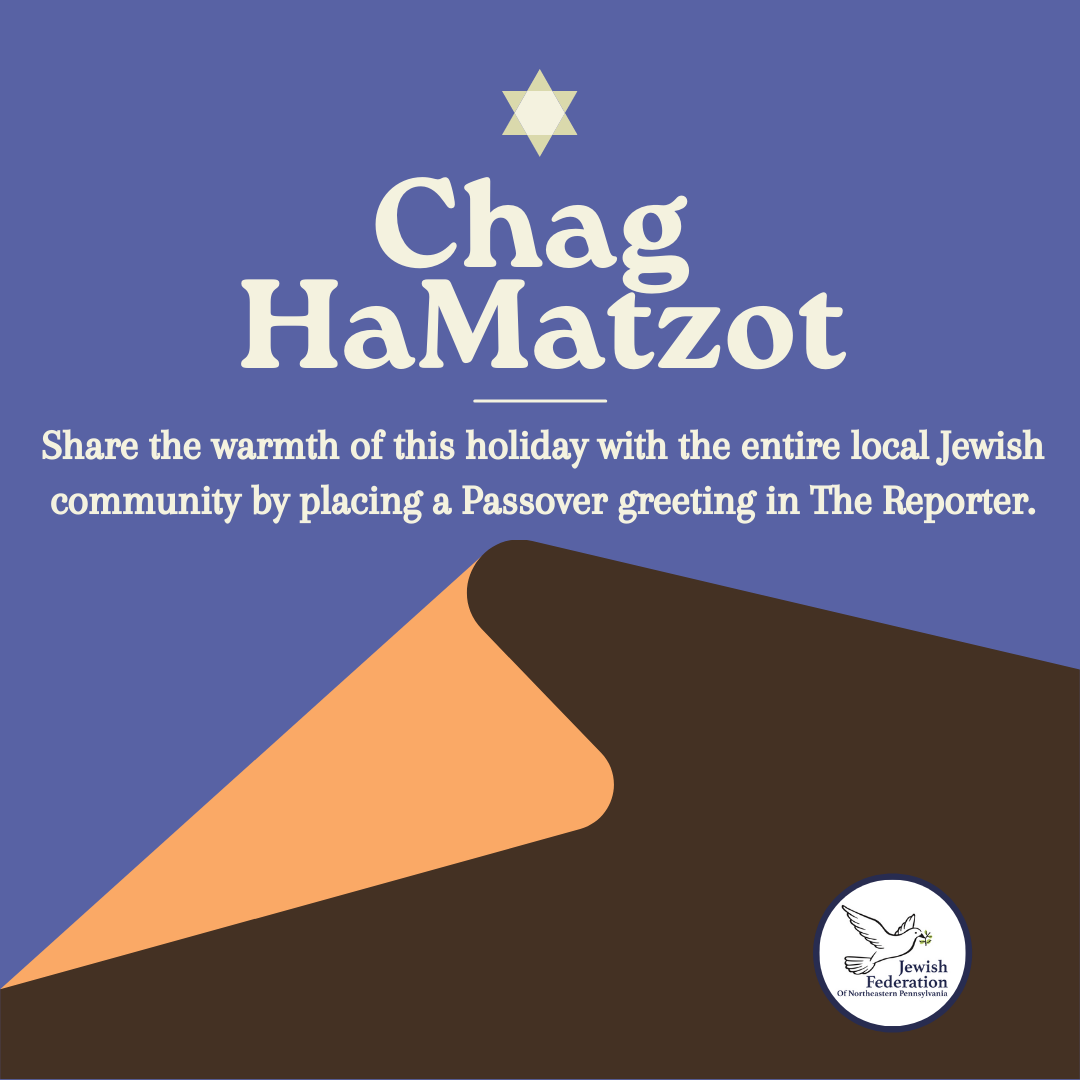 Chag
HaMatzot
Share the warmth of this holiday with the entire local Jewish
community by placing a Passover greeting in The Reporter.
Jewish
Federation
Of Northeastern Pennsylvania